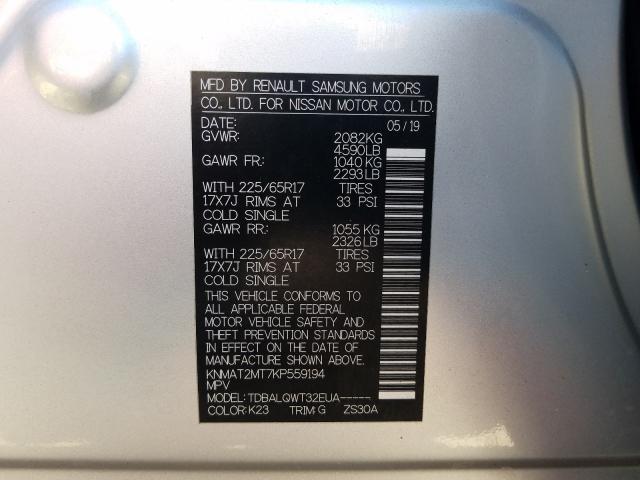 MFD BY RENAULT SAMSUNG MOTORS
CO., LTD. FOR NISSAN MOTOR CO., LTD.
DATE: 05/19
GVWR: 2082KG
4590LB
GAWR FR: 1040 KG
2293 LB
WITH 225/65R17 TIRES
17X7J RIMS AT 33 PSI
COLD SINGLE
GAWR RR: 1055 KG
2326LB
WITH 225/65R17 TIRES
17X7J RIMS AT 33 PSI
COLD SINGLE
THIS VEHICLE CONFORMS TO
ALL APPLICABLE FEDERAL
MOTOR VEHICLE SAFETY AND
THEFT PREVENTION STANDARDS
IN EFFECT ON THE DATE OF
MANUFACTURE SHOWN ABOVE.
KNMAT2MT7KP559194
MPV
MODEL: TDBALQWT32EUA-----
COLOR: K23 TRIM: G ZS30A